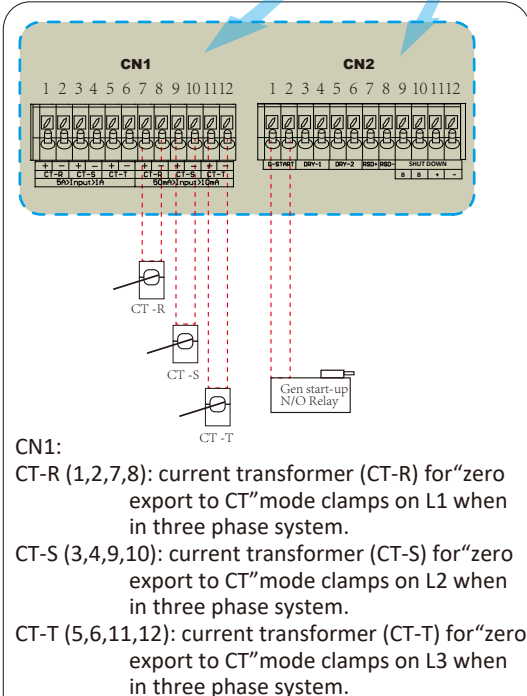 CN1 CN2
1 2 3 4 5 6 7 8 9 10 11 12 1 2 3 4 5 6 7 8 9 10 11 12
+ - + - + - + - + - + - G-START DRY-1 DRY-2 RSD+ RSD- SHUT DOWN
CT-R CT-S CT-T CT-R CT-S CT-T B B + -
5A>Input>1A 50mA>Input>10mA
CT -R
CT -S
Gen start-up
N/O Relay
CT -T
CN1:
CT-R (1,2,7,8): current transformer (CT-R) for“zero
export to CT”mode clamps on L1 when
in three phase system.
CT-S (3,4,9,10): current transformer (CT-S) for“zero
export to CT”mode clamps on L2 when
in three phase system.
CT-T (5,6,11,12): current transformer (CT-T) for“zero
export to CT”mode clamps on L3 when
in three phase system.